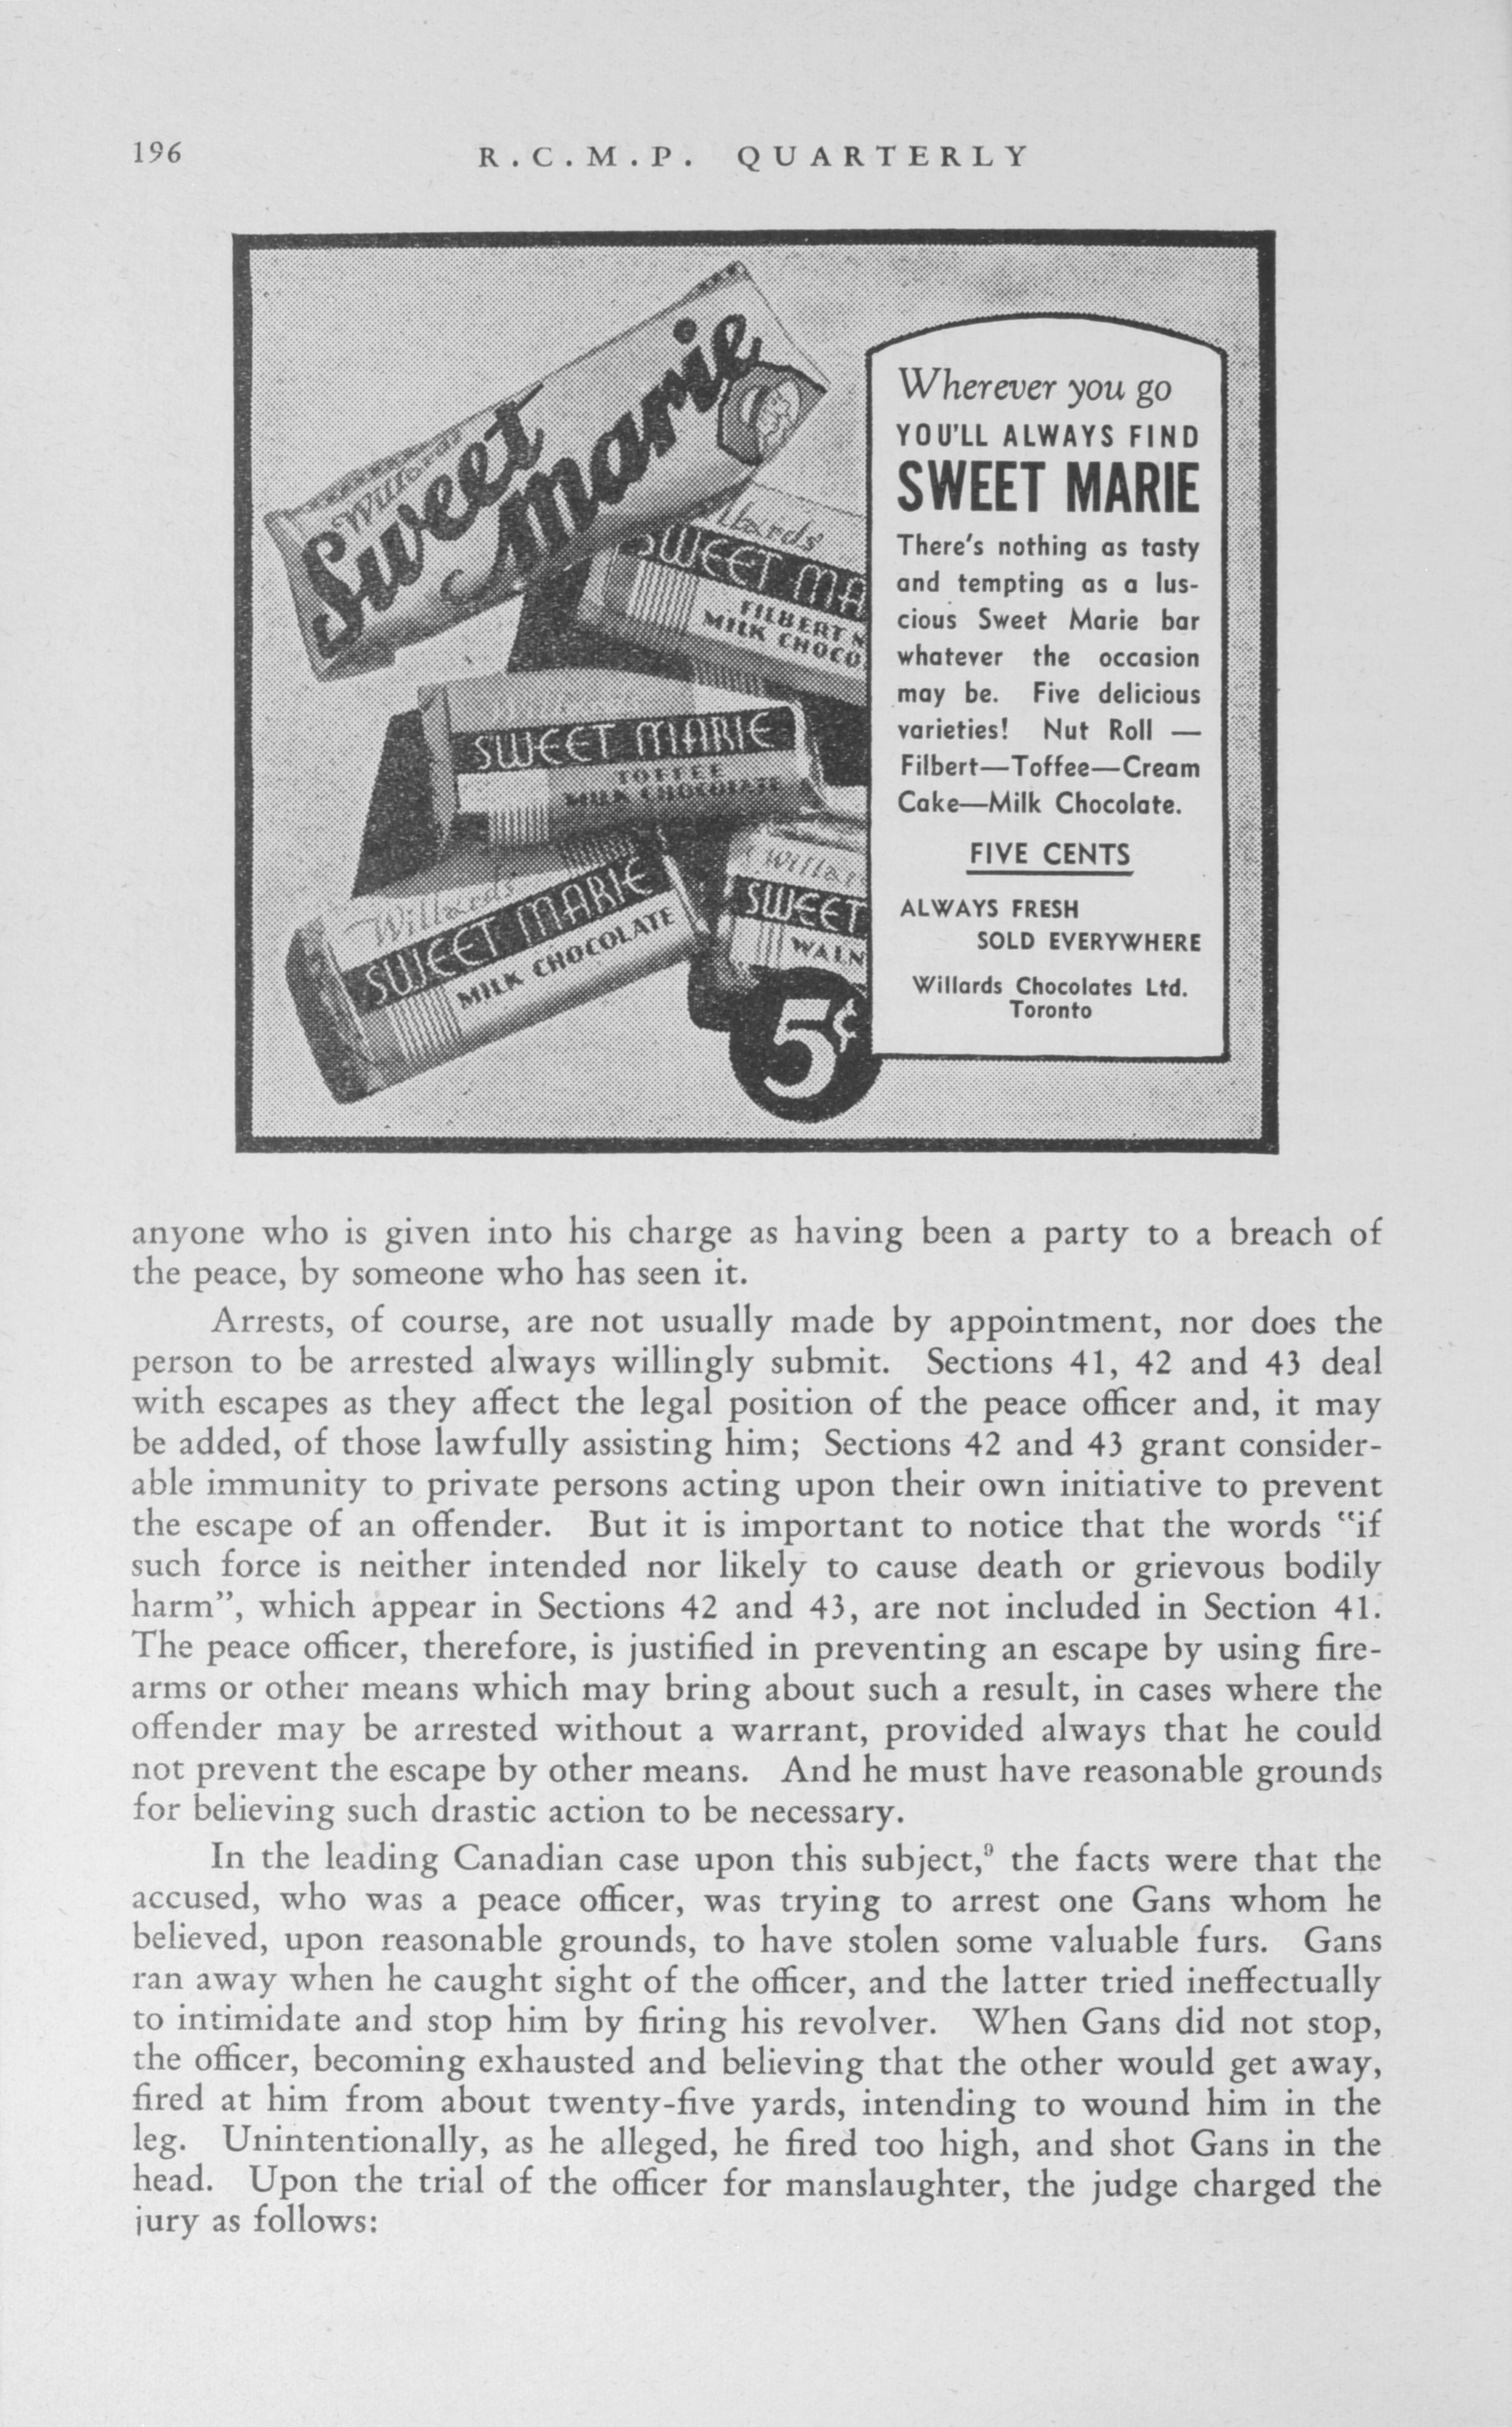 196
R.C.M.P. QUARTERLY
Willards'
Sweet
Marie
SWEET
FILBERT
MILK
SWEET MARIE
TOFFEE
MILK CHOCOLATE
Willards'
SWEET MARIE
MILK CHOCOLATE
SWEET
5¢
Wherever you go
YOU'LL ALWAYS FIND
SWEET MARIE
There's nothing as tasty
and tempting as a lus-
cious Sweet Marie bar
whatever the occasion
may be. Five delicious
varieties! Nut Roll —
Filbert—Toffee—Cream
Cake—Milk Chocolate.
FIVE CENTS
ALWAYS FRESH
SOLD EVERYWHERE
Willards Chocolates Ltd.
Toronto
anyone who is given into his charge as having been a party to a breach of
the peace, by someone who has seen it.
Arrests, of course, are not usually made by appointment, nor does the
person to be arrested always willingly submit. Sections 41, 42 and 43 deal
with escapes as they affect the legal position of the peace officer and, it may
be added, of those lawfully assisting him; Sections 42 and 43 grant consider-
able immunity to private persons acting upon their own initiative to prevent
the escape of an offender. But it is important to notice that the words "if
such force is neither intended nor likely to cause death or grievous bodily
harm", which appear in Sections 42 and 43, are not included in Section 41.
The peace officer, therefore, is justified in preventing an escape by using fire-
arms or other means which may bring about such a result, in cases where the
offender may be arrested without a warrant, provided always that he could
not prevent the escape by other means. And he must have reasonable grounds
for believing such drastic action to be necessary.
In the leading Canadian case upon this subject,⁹ the facts were that the
accused, who was a peace officer, was trying to arrest one Gans whom he
believed, upon reasonable grounds, to have stolen some valuable furs. Gans
ran away when he caught sight of the officer, and the latter tried ineffectually
to intimidate and stop him by firing his revolver. When Gans did not stop,
the officer, becoming exhausted and believing that the other would get away,
fired at him from about twenty-five yards, intending to wound him in the
leg. Unintentionally, as he alleged, he fired too high, and shot Gans in the
head. Upon the trial of the officer for manslaughter, the judge charged the
jury as follows: